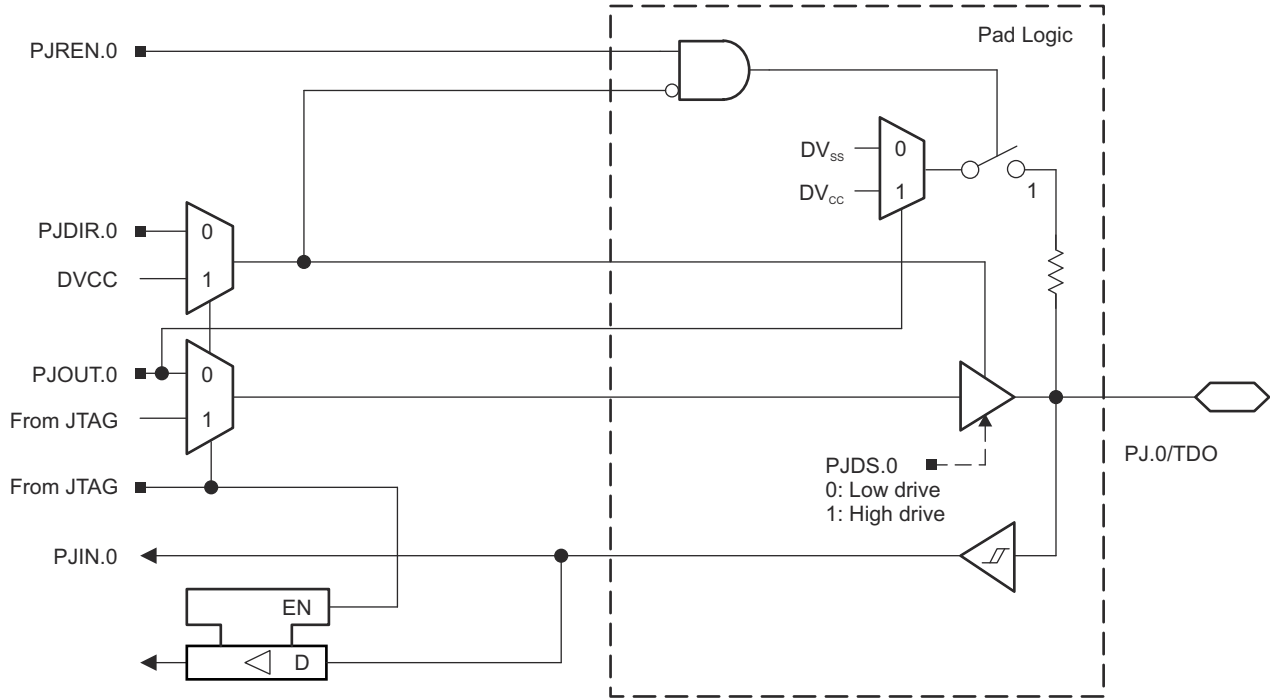 Pad Logic
PJREN.0
DVSS
0
DVCC
1
1
PJDIR.0
0
DVCC
1
PJOUT.0
0
From JTAG
1
PJ.0/TDO
PJDS.0
0: Low drive
1: High drive
From JTAG
PJIN.0
EN
D